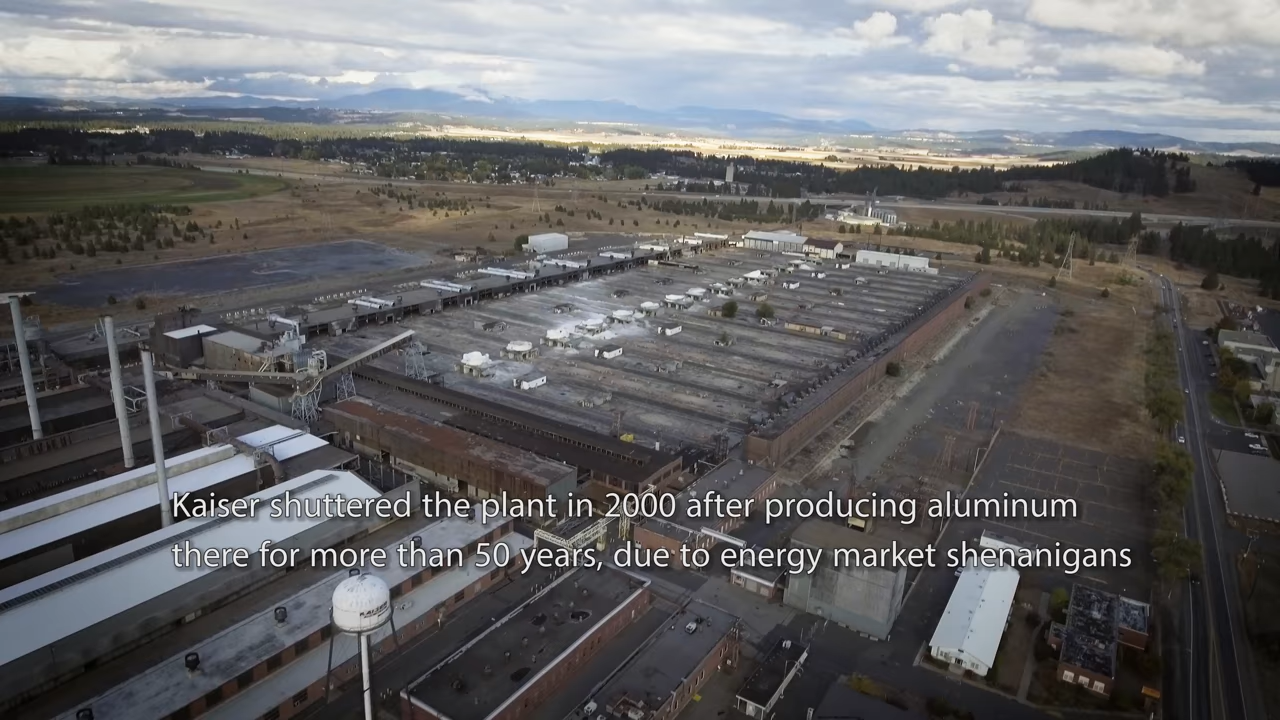 Kaiser shuttered the plant in 2000 after producing aluminum
there for more than 50 years, due to energy market shenanigans
KAISER